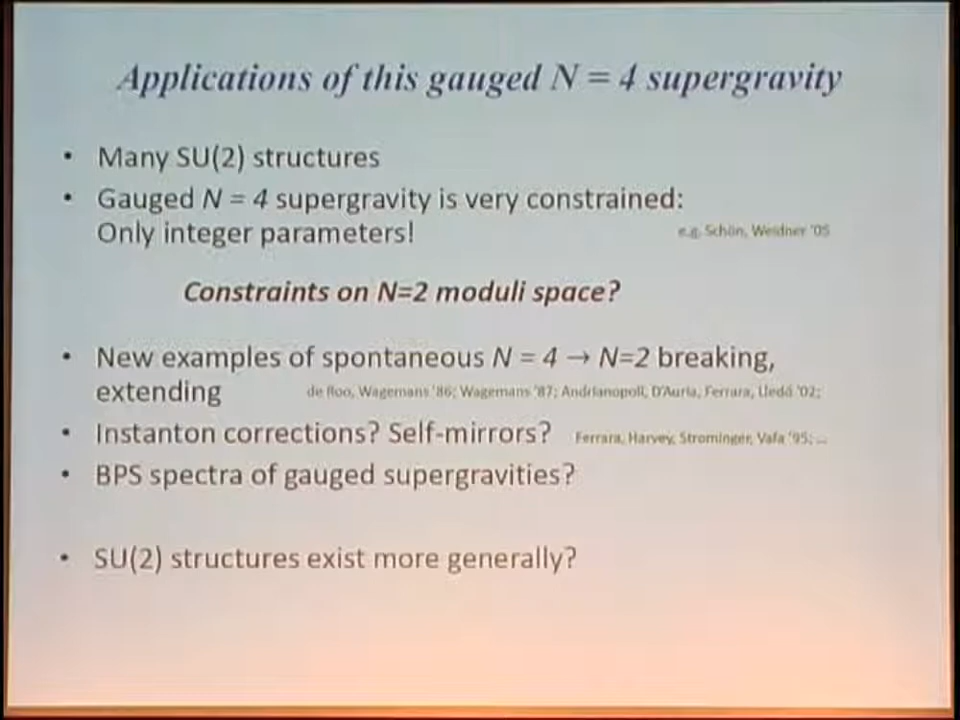 Applications of this gauged N = 4 supergravity
• Many SU(2) structures
• Gauged N = 4 supergravity is very constrained:
Only integer parameters!
e.g. Schön, Weidner '05
Constraints on N=2 moduli space?
• New examples of spontaneous N = 4 → N=2 breaking,
extending
de Roo, Wagemans '86; Wagemans '87; Andrianopoli, D'Auria, Ferrara, Lledó '02;
• Instanton corrections? Self-mirrors?
Ferrara, Harvey, Strominger, Vafa '95; ...
• BPS spectra of gauged supergravities?
• SU(2) structures exist more generally?